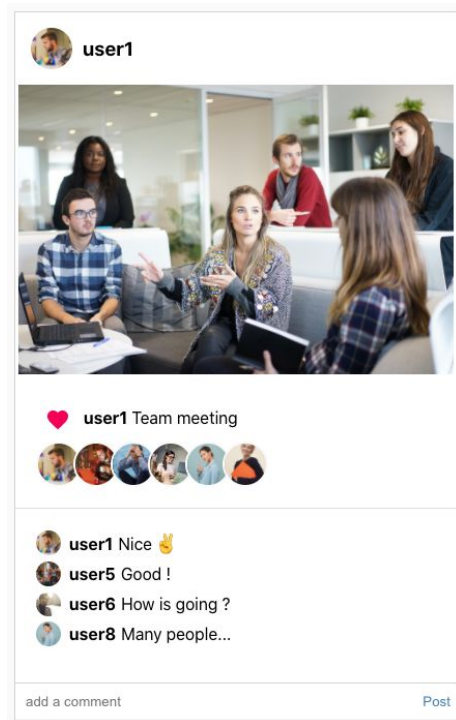 user1
user1 Team meeting
user1 Nice ✌️
user5 Good !
user6 How is going ?
user8 Many people...
add a comment Post